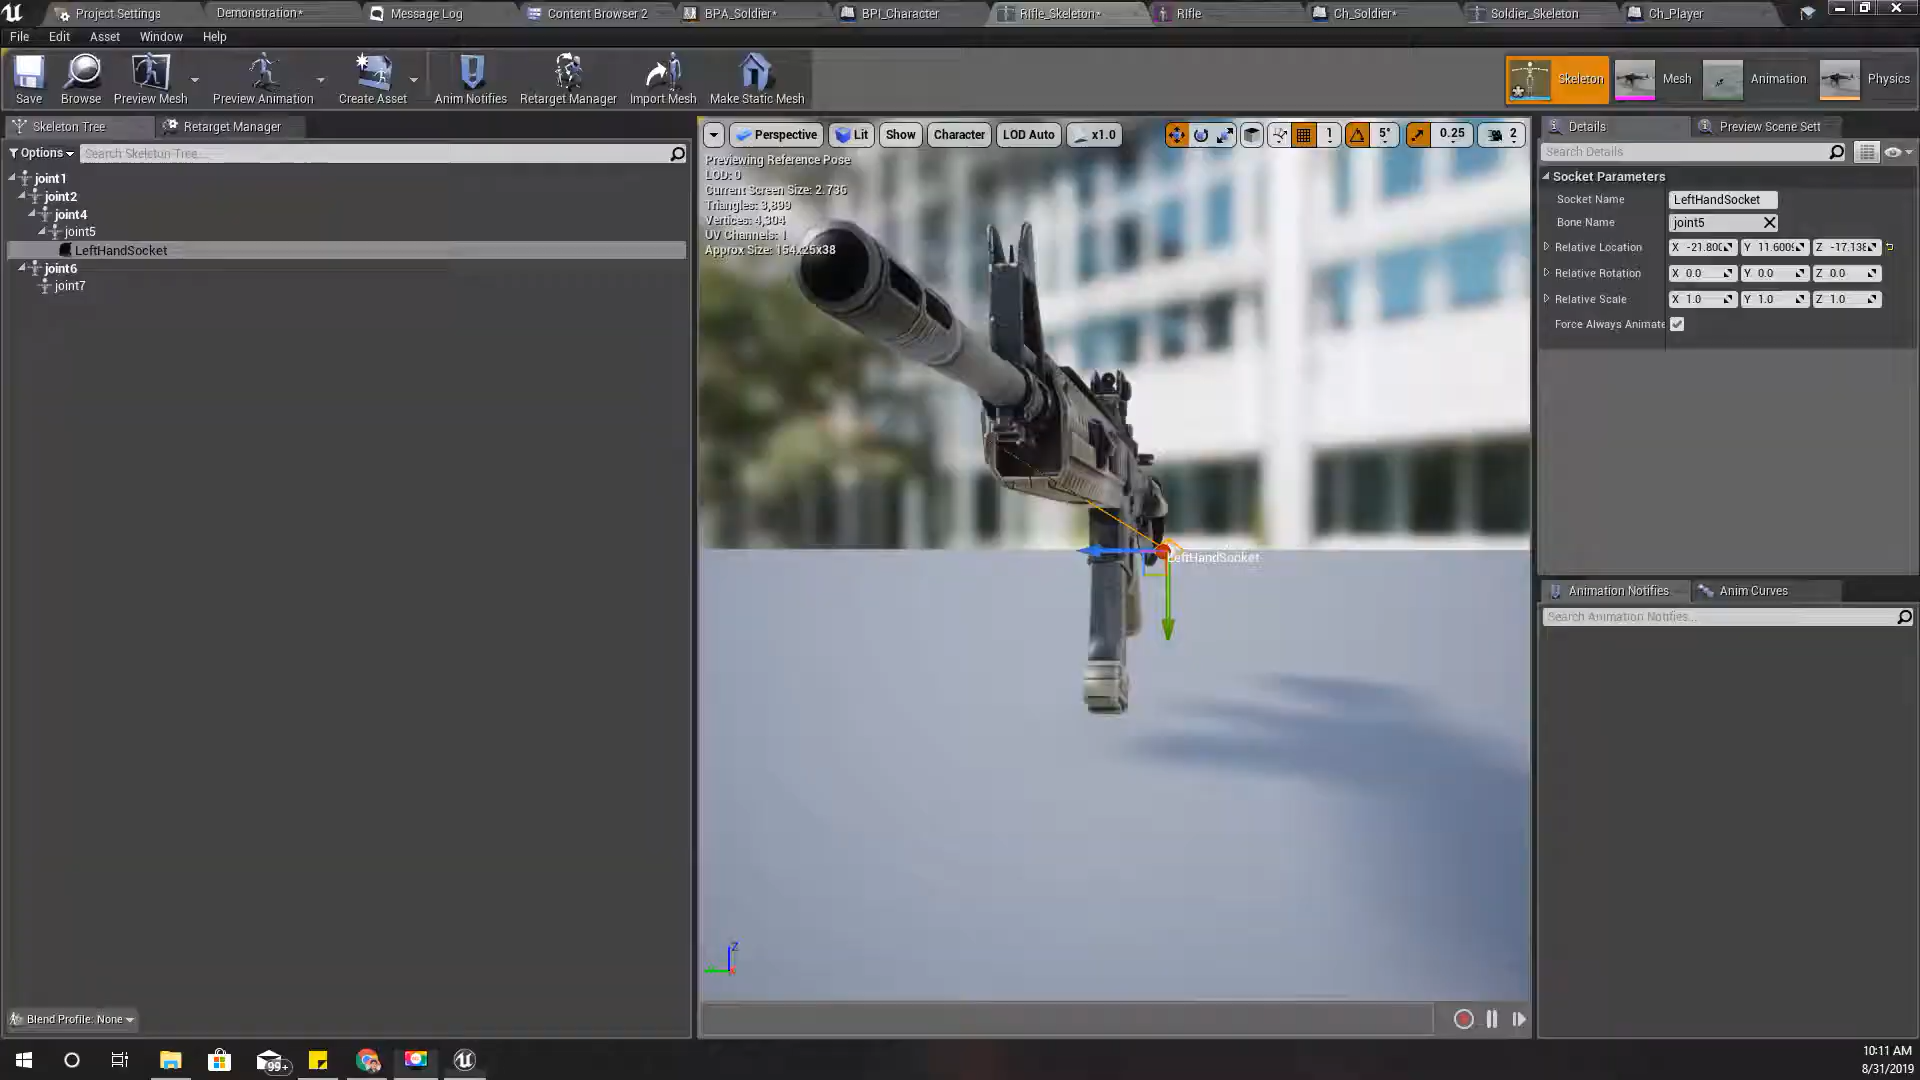 Project Settings
Demonstration*
Message Log
Content Browser 2
BPA_Soldier*
BPI_Character
Rifle_Skeleton*
Rifle
Ch_Soldier*
Soldier_Skeleton
Ch_Player
File Edit Asset Window Help
Save
Browse
Preview Mesh
Preview Animation
Create Asset
Anim Notifies
Retarget Manager
Import Mesh
Make Static Mesh
Skeleton
Mesh
Animation
Physics
Skeleton Tree
Retarget Manager
Options
Search Skeleton Tree...
joint1
joint2
joint4
joint5
LeftHandSocket
joint6
joint7
Blend Profile: None
Perspective
Lit
Show
Character
LOD Auto
x1.0
1
5°
0.25
2
Previewing Reference Pose
LOD: 0
Current Screen Size: 2.736
Triangles: 3,899
Vertices: 4,304
UV Channels: 1
Approx Size: 154x25x38
LeftHandSocket
Z
Details
Preview Scene Sett
Search Details
Socket Parameters
Socket Name LeftHandSocket
Bone Name joint5
Relative Location X -21.800 Y 11.6009 Z -17.138
Relative Rotation X 0.0 Y 0.0 Z 0.0
Relative Scale X 1.0 Y 1.0 Z 1.0
Force Always Animate
Animation Notifies
Anim Curves
Search Animation Notifies...
99+
10:11 AM
8/31/2019